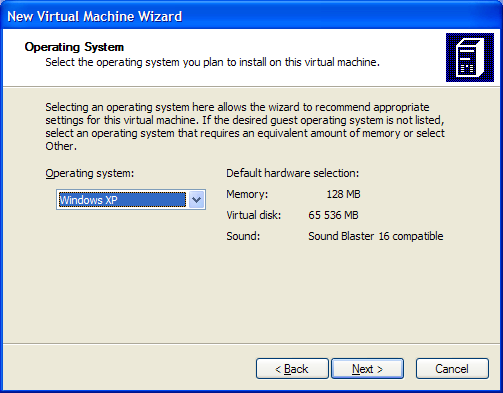 New Virtual Machine Wizard
Operating System
Select the operating system you plan to install on this virtual machine.
Selecting an operating system here allows the wizard to recommend appropriate
settings for this virtual machine. If the desired guest operating system is not listed,
select an operating system that requires an equivalent amount of memory or select
Other.
Operating system:
Windows XP
Default hardware selection:
Memory: 128 MB
Virtual disk: 65 536 MB
Sound: Sound Blaster 16 compatible
< Back Next > Cancel